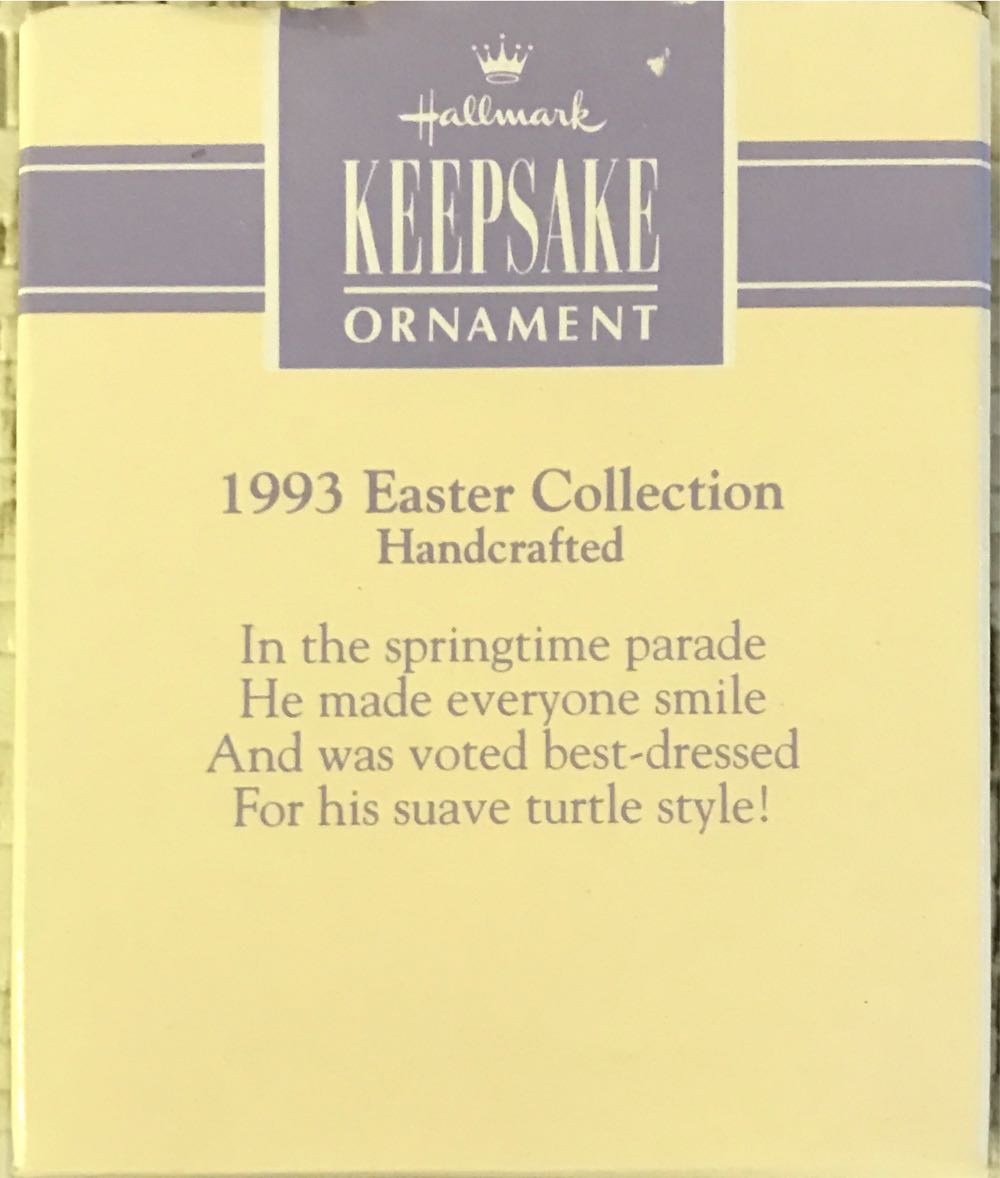 Hallmark
KEEPSAKE
ORNAMENT
1993 Easter Collection
Handcrafted
In the springtime parade
He made everyone smile
And was voted best-dressed
For his suave turtle style!